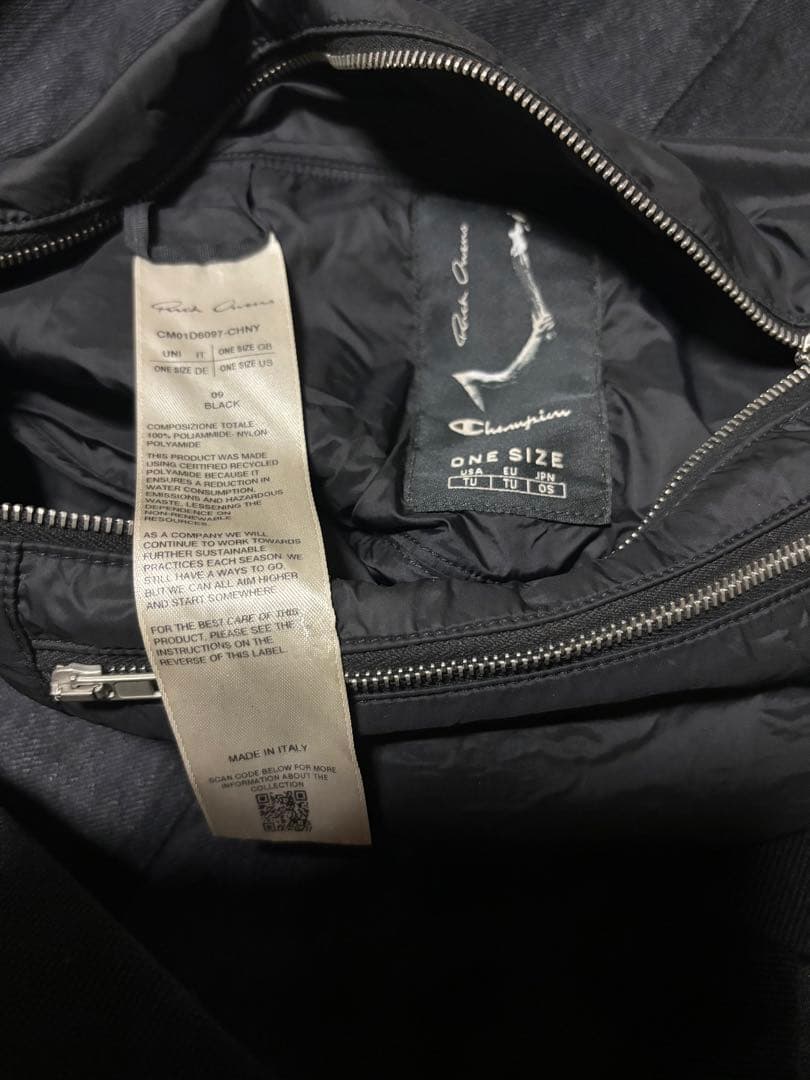 Rick Owens
CM01D6097-CHNY
UNI IT ONE SIZE GB
ONE SIZE DE ONE SIZE US
09
BLACK
COMPOSIZIONE TOTALE
100% POLIAMMIDE-NYLON-
POLYAMIDE
THIS PRODUCT WAS MADE
USING CERTIFIED RECYCLED
POLYAMIDE BECAUSE IT
ENSURES A REDUCTION IN
WATER CONSUMPTION,
EMISSIONS AND HAZARDOUS
WASTE, LESSENING THE
DEPENDENCE ON
NON-RENEWABLE
RESOURCES.
AS A COMPANY WE WILL
CONTINUE TO WORK TOWARDS
FURTHER SUSTAINABLE
PRACTICES EACH SEASON. WE
STILL HAVE A WAYS TO GO,
BUT WE CAN ALL AIM HIGHER
AND START SOMEWHERE
FOR THE BEST CARE OF THIS
PRODUCT, PLEASE SEE THE
INSTRUCTIONS ON THE
REVERSE OF THIS LABEL.
MADE IN ITALY
SCAN CODE BELOW FOR MORE
INFORMATION ABOUT THE
COLLECTION
Rick Owens
Champion
ONE SIZE
USA EU JPN
TU TU OS